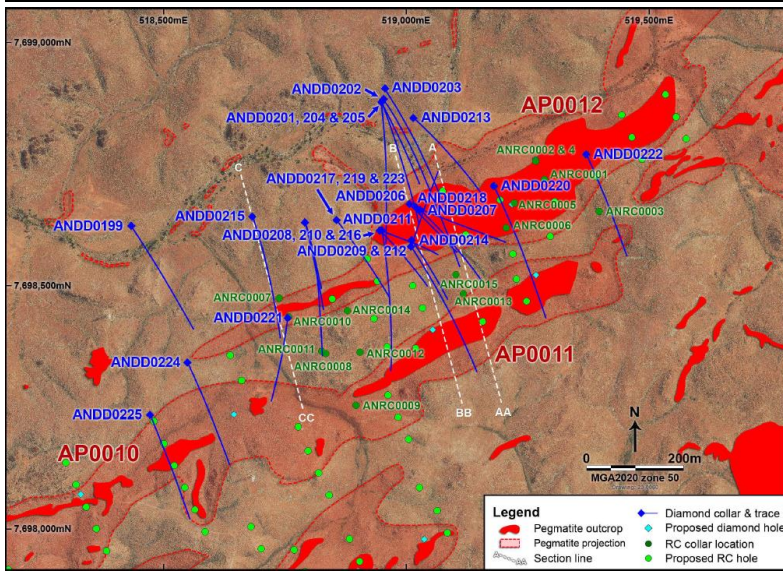 518,500mE
519,000mE
519,500mE
7,699,000mN
ANDD0202
ANDD0203
ANDD0201, 204 & 205
ANDD0213
AP0012
B
A
ANRC0002 & 4
ANDD0222
C
ANDD0217, 219 & 223
ANRC0001
ANDD0206
ANDD0220
ANDD0218
ANDD0207
ANRC0005
ANRC0003
ANDD0199
ANDD0215
ANDD0211
ANRC0006
ANDD0208, 210 & 216
ANDD0214
ANDD0209 & 212
7,698,500mN
ANRC0015
ANRC0007
ANRC0013
ANRC0014
ANDD0221
ANRC0010
AP0011
ANRC0011
ANRC0012
ANDD0224
ANRC0008
ANRC0009
BB
AA
CC
ANDD0225
N
AP0010
200m
MGA2020 zone 50
7,698,000mN
Legend
Pegmatite outcrop
Pegmatite projection
A
AA
Section line
Diamond collar & trace
Proposed diamond hole
RC collar location
Proposed RC hole